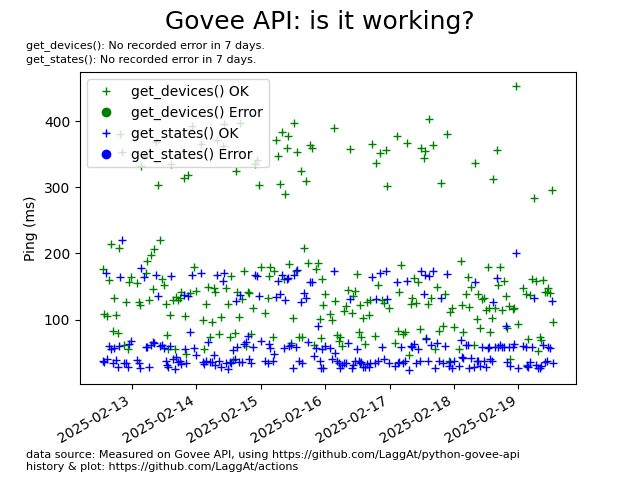 Govee API: is it working?
get_devices(): No recorded error in 7 days.
get_states(): No recorded error in 7 days.
get_devices() OK
get_devices() Error
get_states() OK
get_states() Error
Ping (ms)
400
300
200
100
2025-02-13
2025-02-14
2025-02-15
2025-02-16
2025-02-17
2025-02-18
2025-02-19
data source: Measured on Govee API, using https://github.com/LaggAt/python-govee-api
history & plot: https://github.com/LaggAt/actions